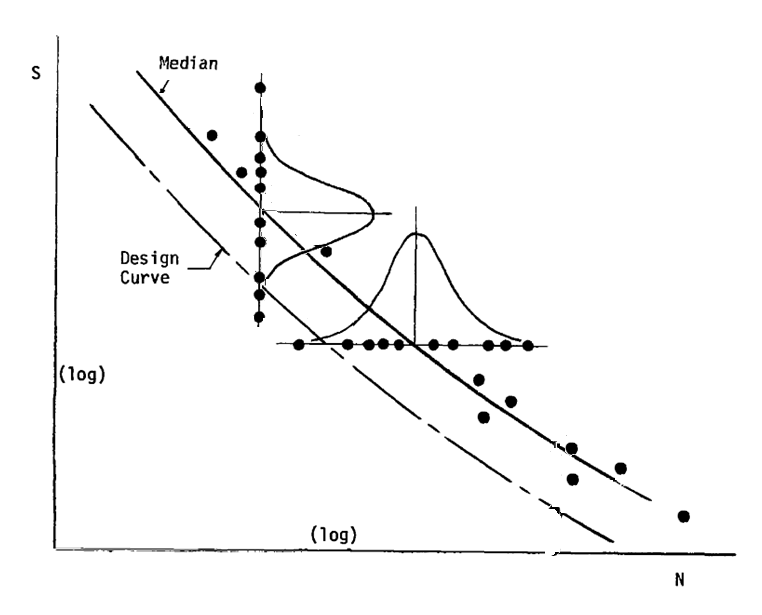 Median
S
Design
Curve
(log)
(log)
N